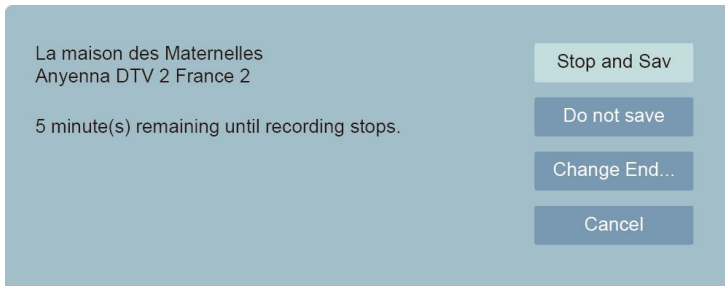 La maison des Maternelles
Anyenna DTV 2 France 2
5 minute(s) remaining until recording stops.
Stop and Sav
Do not save
Change End...
Cancel